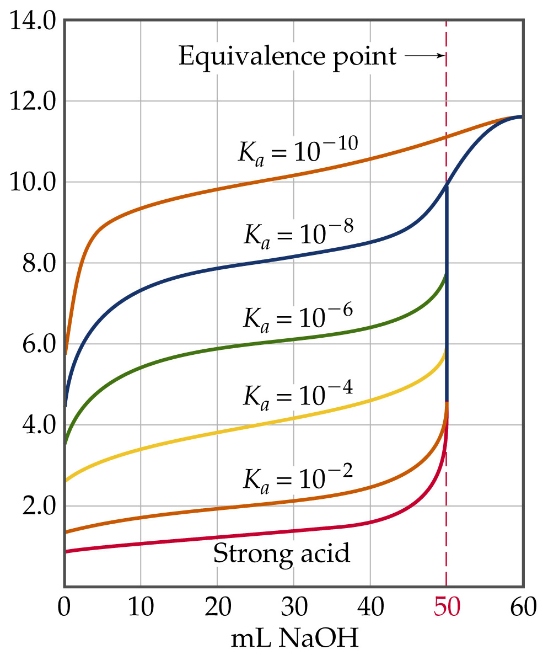 14.0
Equivalence point
12.0
Kₐ = 10⁻¹⁰
10.0
Kₐ = 10⁻⁸
8.0
Kₐ = 10⁻⁶
6.0
Kₐ = 10⁻⁴
4.0
Kₐ = 10⁻²
2.0
Strong acid
0 10 20 30 40 50 60
mL NaOH